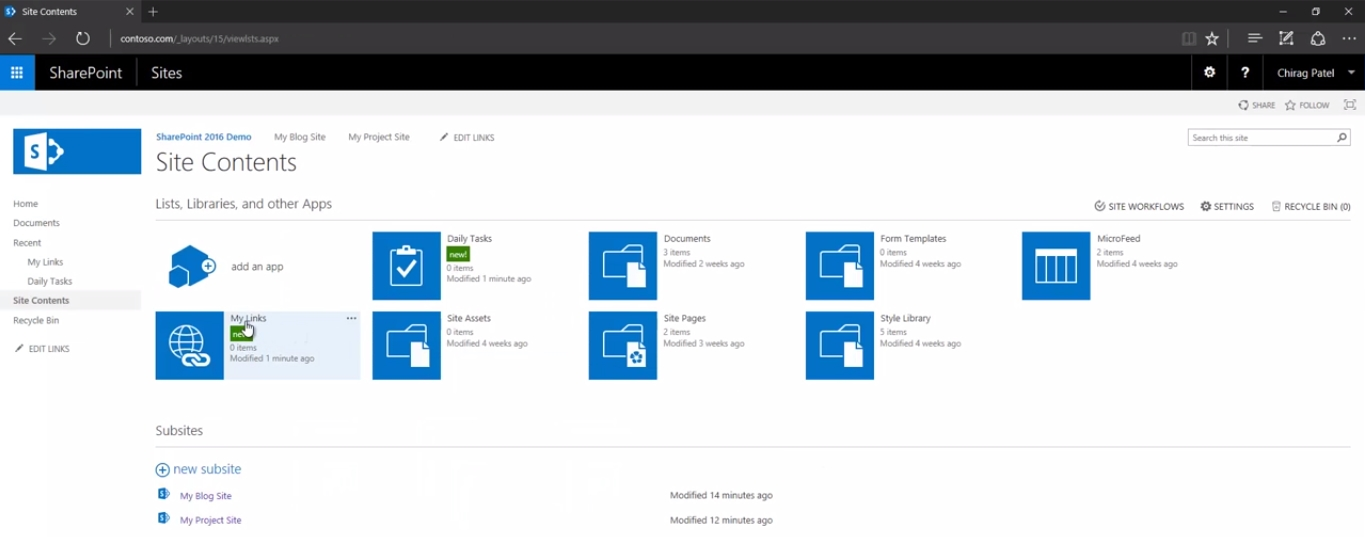 Site Contents
contoso.com/_layouts/15/viewlsts.aspx
SharePoint Sites
? Chirag Patel
SHARE FOLLOW
S
SharePoint 2016 Demo My Blog Site My Project Site EDIT LINKS
Search this site
Site Contents
Home
Documents
Recent
My Links
Daily Tasks
Site Contents
Recycle Bin
EDIT LINKS
Lists, Libraries, and other Apps
SITE WORKFLOWS SETTINGS RECYCLE BIN (0)
add an app
Daily Tasks
new!
0 items
Modified 1 minute ago
Documents
3 items
Modified 2 weeks ago
Form Templates
0 items
Modified 4 weeks ago
MicroFeed
2 items
Modified 4 weeks ago
My Links
0 items
Modified 1 minute ago
Site Assets
0 items
Modified 4 weeks ago
Site Pages
2 items
Modified 3 weeks ago
Style Library
5 items
Modified 4 weeks ago
Subsites
new subsite
My Blog Site Modified 14 minutes ago
My Project Site Modified 12 minutes ago